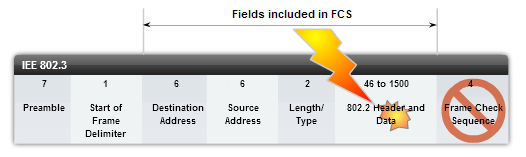 Fields included in FCS
IEE 802.3
7 1 6 6 2 46 to 1500 4
Preamble Start of Destination Source Length/ 802.2 Header and Frame Check
Frame Address Address Type Data Sequence
Delimiter